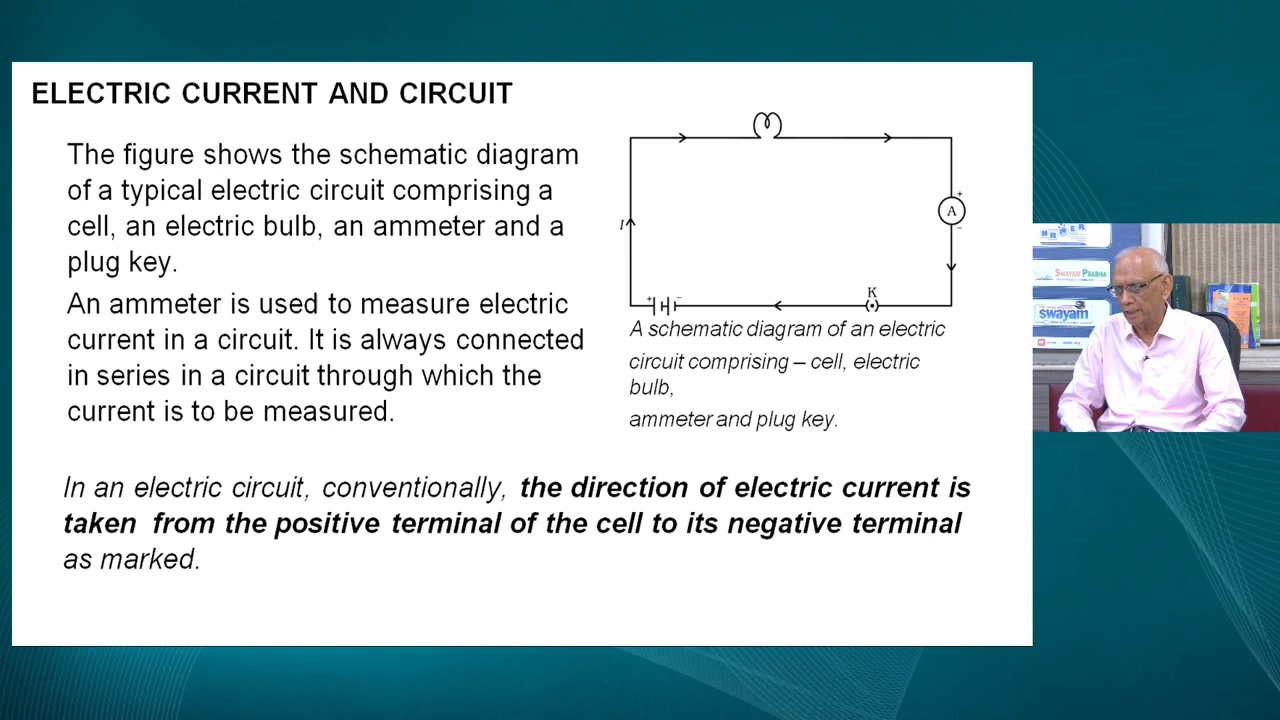 ELECTRIC CURRENT AND CIRCUIT
The figure shows the schematic diagram
of a typical electric circuit comprising a
cell, an electric bulb, an ammeter and a
plug key.
An ammeter is used to measure electric
current in a circuit. It is always connected
in series in a circuit through which the
current is to be measured.
I
+
A
−
K
+
−
A schematic diagram of an electric
circuit comprising – cell, electric
bulb,
ammeter and plug key.
In an electric circuit, conventionally, the direction of electric current is
taken from the positive terminal of the cell to its negative terminal
as marked.
SWAYAM PRABHA
swayam